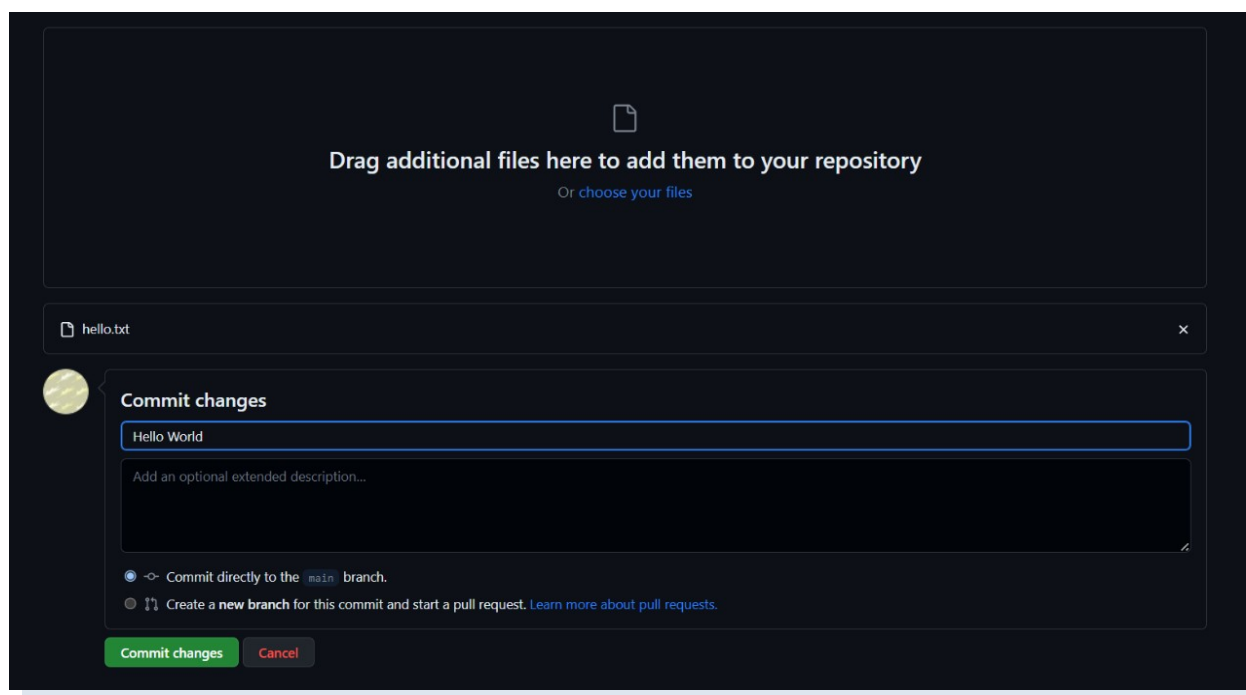 Drag additional files here to add them to your repository
Or choose your files
hello.txt
Commit changes
Hello World
Add an optional extended description...
Commit directly to the main branch.
Create a new branch for this commit and start a pull request. Learn more about pull requests.
Commit changes Cancel